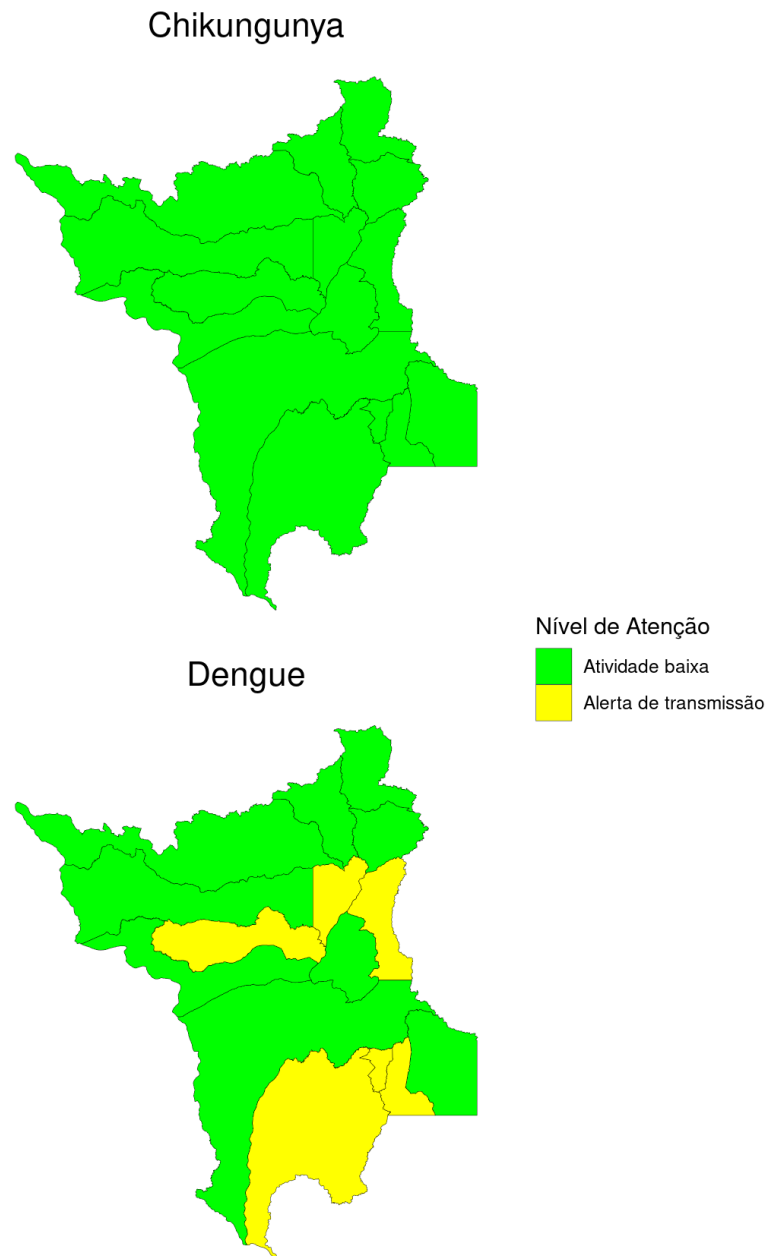 Chikungunya
Nível de Atenção
Atividade baixa
Alerta de transmissão
Dengue